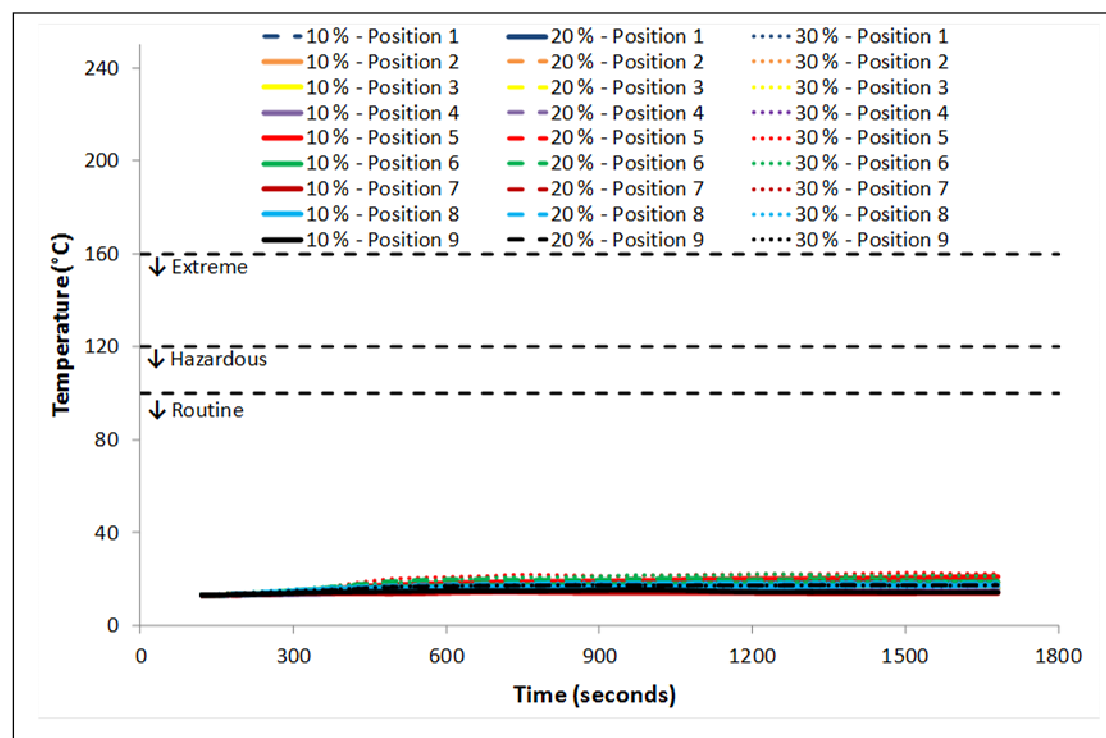 10 % - Position 1 20 % - Position 1 30 % - Position 1
10 % - Position 2 20 % - Position 2 30 % - Position 2
10 % - Position 3 20 % - Position 3 30 % - Position 3
10 % - Position 4 20 % - Position 4 30 % - Position 4
10 % - Position 5 20 % - Position 5 30 % - Position 5
10 % - Position 6 20 % - Position 6 30 % - Position 6
10 % - Position 7 20 % - Position 7 30 % - Position 7
10 % - Position 8 20 % - Position 8 30 % - Position 8
10 % - Position 9 20 % - Position 9 30 % - Position 9
Temperature (°C)
240
200
160
↓ Extreme
120
↓ Hazardous
↓ Routine
80
40
0
0 300 600 900 1200 1500 1800
Time (seconds)